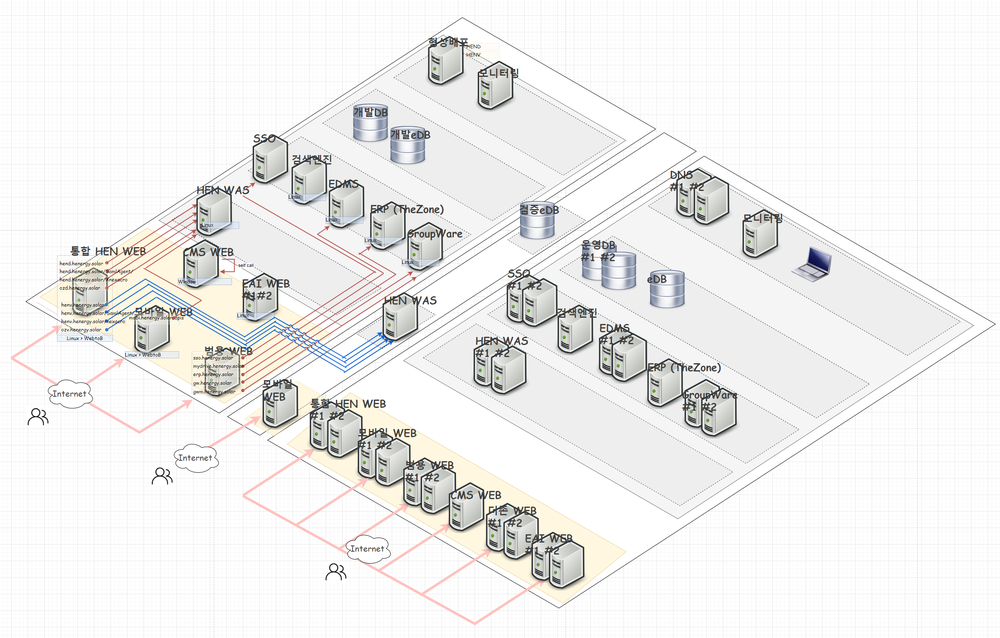 형상배포
HEND
HENV
모니터링
개발DB
개발eDB
SSO
검색엔진
Linux
EDMS
Linux
HEN WAS
Linux
ERP (TheZone)
Linux
GroupWare
Linux
검증eDB
DNS
#1 #2
모니터링
운영DB
#1 #2
eDB
통합 HEN WEB
hend.henergy.solar
hend.henergy.solar/SamlAgent/
hend.henergy.solar/Xnexacro
ozd.henergy.solar
henv.henergy.solar
henv.henergy.solar/SamlAgent/
henv.henergy.solar/nexacro
ozv.henergy.solar
Linux > WebtoB
CMS WEB
self call
Window
EAI WEB
#1#2
Linux
모바일 WEB
mobi.henergy.solar/apis
Linux > WebtoB
범용 WEB
sso.henergy.solar
mydrive.henergy.solar
erp.henergy.solar
gw.henergy.solar
gwm.henergy.solar
HEN WAS
SSO
#1 #2
검색엔진
EDMS
#1 #2
HEN WAS
#1 #2
ERP (TheZone)
GroupWare
#1 #2
Internet
모바일
WEB
Internet
통합 HEN WEB
#1 #2
모바일 WEB
#1 #2
범용 WEB
#1 #2
CMS WEB
더존 WEB
#1 #2
EAI WEB
#1 #2
Internet